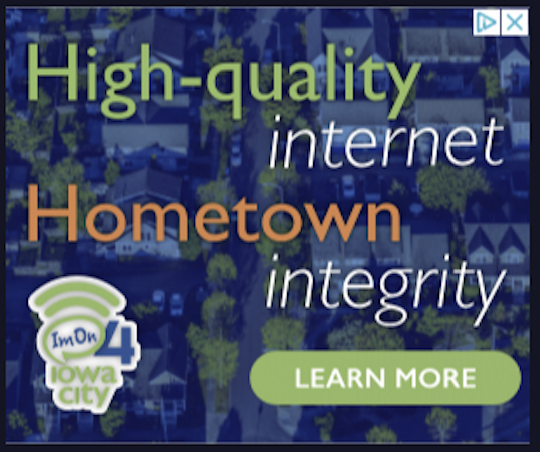 High-quality
internet
Hometown
integrity
ImOn
4
iowa
city
LEARN MORE